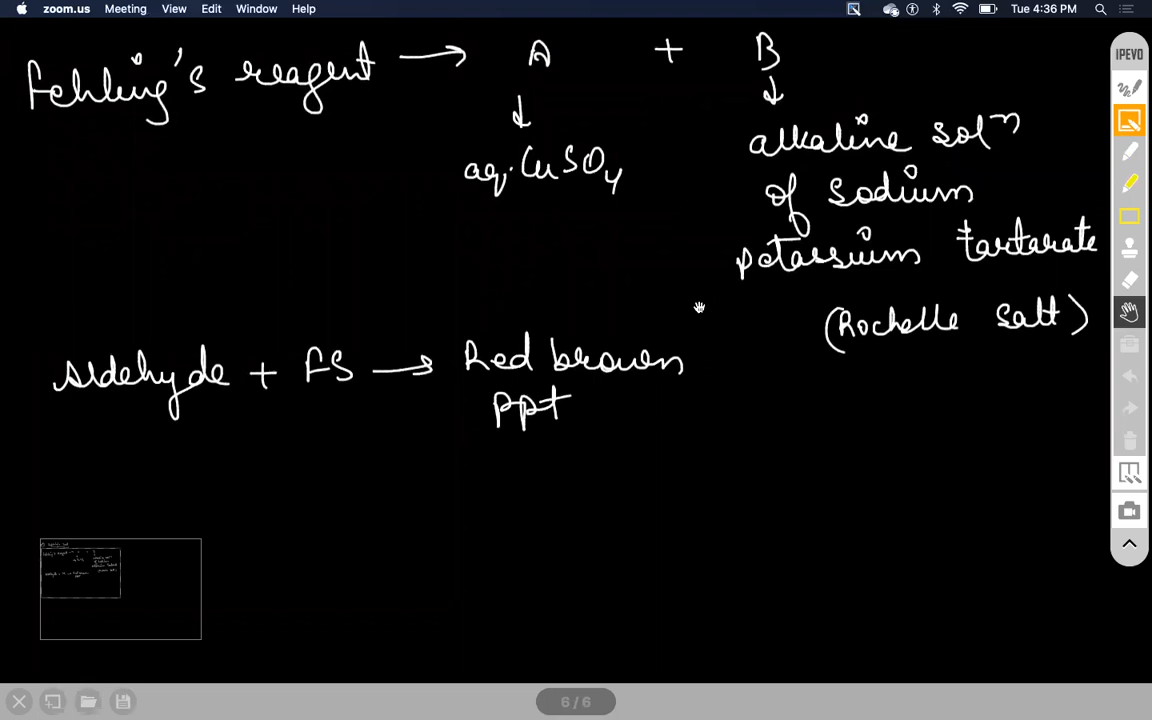 zoom.us Meeting View Edit Window Help Tue 4:36 PM
IPEVO
Fehling's reagent → A + B
↓ ↓
aq. CuSO4 alkaline solⁿ
of sodium
potassium tartarate
(Rochelle salt)
Aldehyde + FS → Red brown
ppt
6 / 6